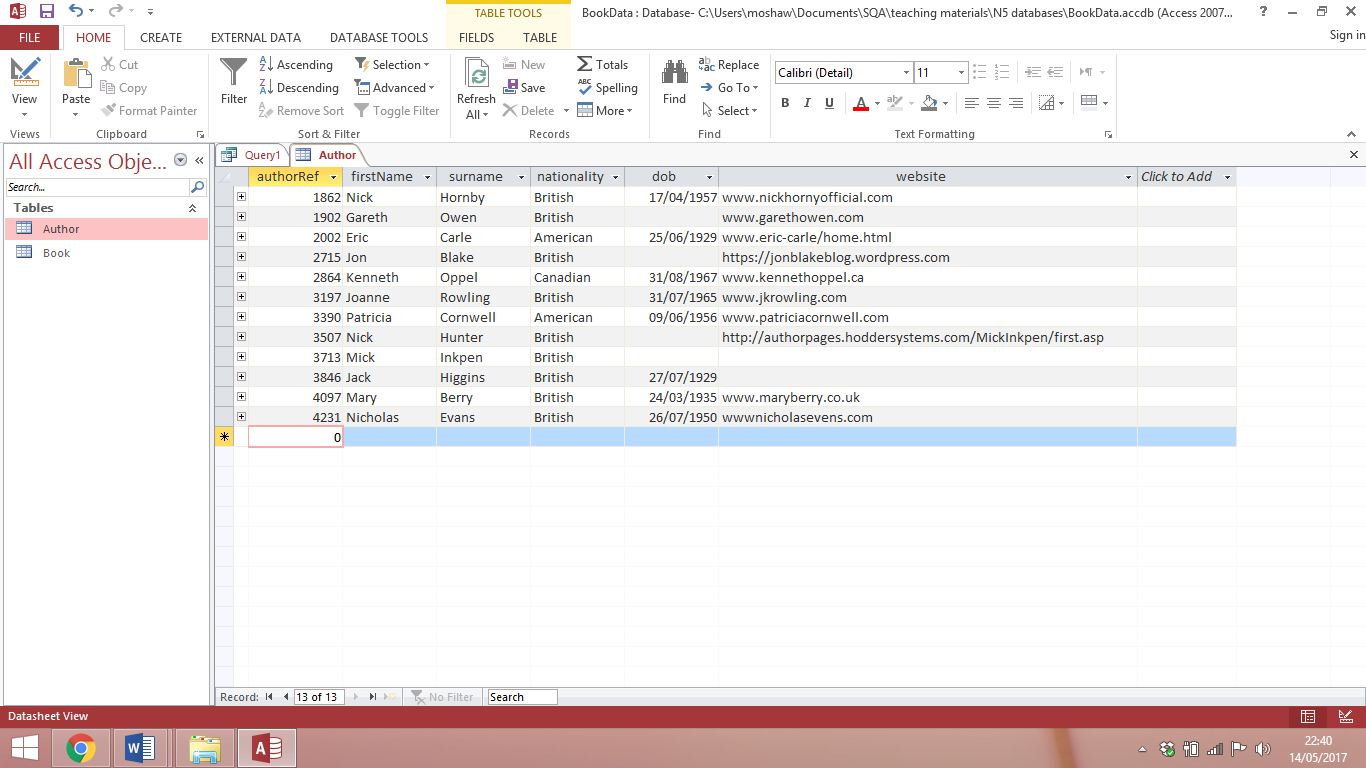 TABLE TOOLS
BookData : Database- C:\Users\moshaw\Documents\SQA\teaching materials\N5 databases\BookData.accdb (Access 2007...
FILE HOME CREATE EXTERNAL DATA DATABASE TOOLS FIELDS TABLE Sign in
View
Views
Paste
Cut
Copy
Format Painter
Clipboard
Filter
Ascending
Descending
Remove Sort
Selection
Advanced
Toggle Filter
Sort & Filter
Refresh
All
New
Save
Delete
Totals
Spelling
More
Records
Find
Replace
Go To
Select
Find
Calibri (Detail) 11
B I U A
Text Formatting
All Access Obje...
Search...
Tables
Author
Book
Query1 Author
authorRef firstName surname nationality dob website Click to Add
1862 Nick Hornby British 17/04/1957 www.nickhornyofficial.com
1902 Gareth Owen British www.garethowen.com
2002 Eric Carle American 25/06/1929 www.eric-carle/home.html
2715 Jon Blake British https://jonblakeblog.wordpress.com
2864 Kenneth Oppel Canadian 31/08/1967 www.kennethoppel.ca
3197 Joanne Rowling British 31/07/1965 www.jkrowling.com
3390 Patricia Cornwell American 09/06/1956 www.patriciacornwell.com
3507 Nick Hunter British http://authorpages.hoddersystems.com/MickInkpen/first.asp
3713 Mick Inkpen British
3846 Jack Higgins British 27/07/1929
4097 Mary Berry British 24/03/1935 www.maryberry.co.uk
4231 Nicholas Evans British 26/07/1950 wwwnicholasevens.com
0
Record: 13 of 13 No Filter Search
Datasheet View
22:40
14/05/2017